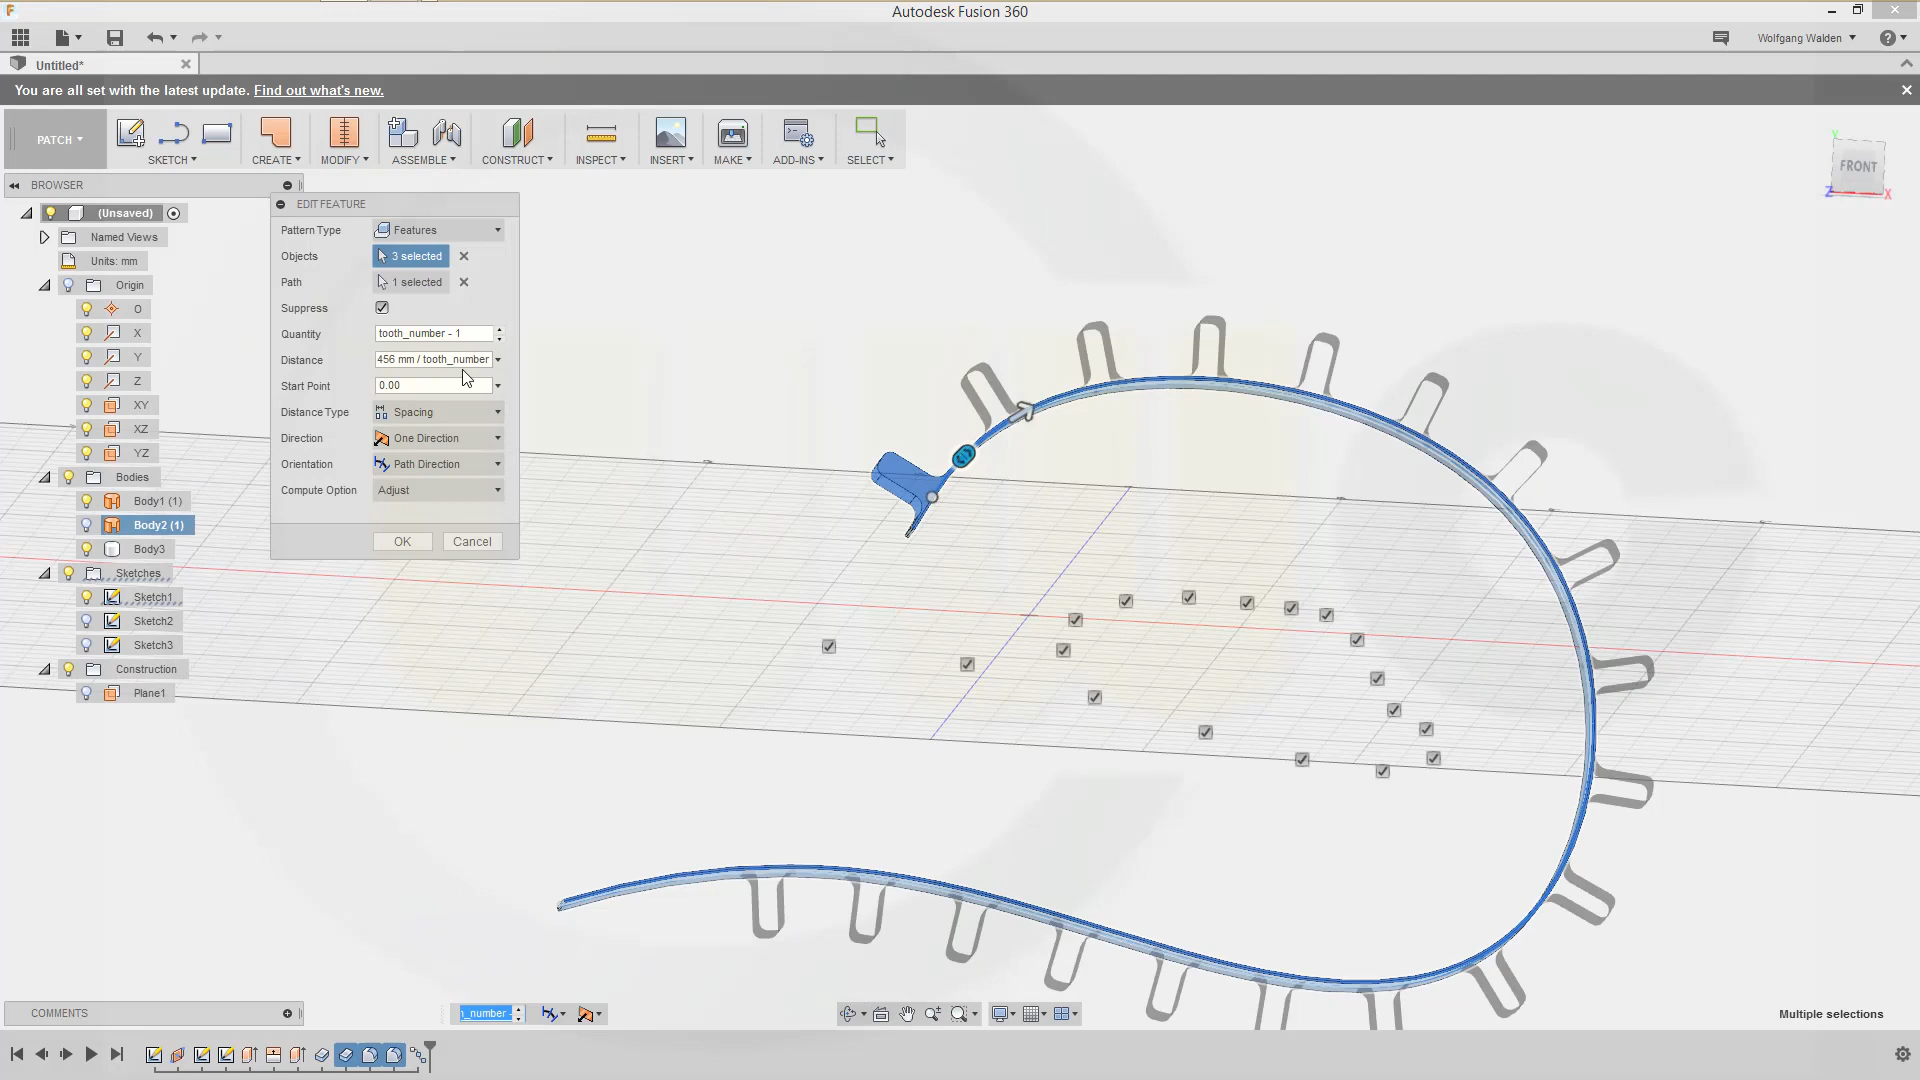 Autodesk Fusion 360
Wolfgang Walden
Untitled*
You are all set with the latest update. Find out what's new.
PATCH
SKETCH
CREATE
MODIFY
ASSEMBLE
CONSTRUCT
INSPECT
INSERT
MAKE
ADD-INS
SELECT
Y
FRONT
Z
X
BROWSER
(Unsaved)
Named Views
Units: mm
Origin
O
X
Y
Z
XY
XZ
YZ
Bodies
Body1 (1)
Body2 (1)
Body3
Sketches
Sketch1
Sketch2
Sketch3
Construction
Plane1
EDIT FEATURE
Pattern Type Features
Objects 3 selected
Path 1 selected
Suppress
Quantity tooth_number - 1
Distance 456 mm / tooth_number
Start Point 0.00
Distance Type Spacing
Direction One Direction
Orientation Path Direction
Compute Option Adjust
OK Cancel
COMMENTS
_number -
Multiple selections